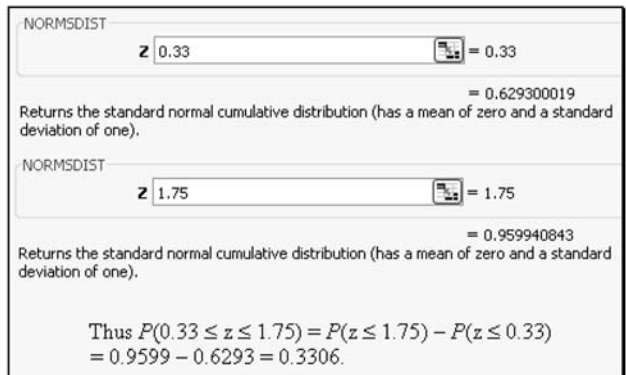 NORMSDIST
Z 0.33 = 0.33
= 0.629300019
Returns the standard normal cumulative distribution (has a mean of zero and a standard
deviation of one).
NORMSDIST
Z 1.75 = 1.75
= 0.959940843
Returns the standard normal cumulative distribution (has a mean of zero and a standard
deviation of one).
Thus P(0.33 ≤ z ≤ 1.75) = P(z ≤ 1.75) − P(z ≤ 0.33)
= 0.9599 − 0.6293 = 0.3306.